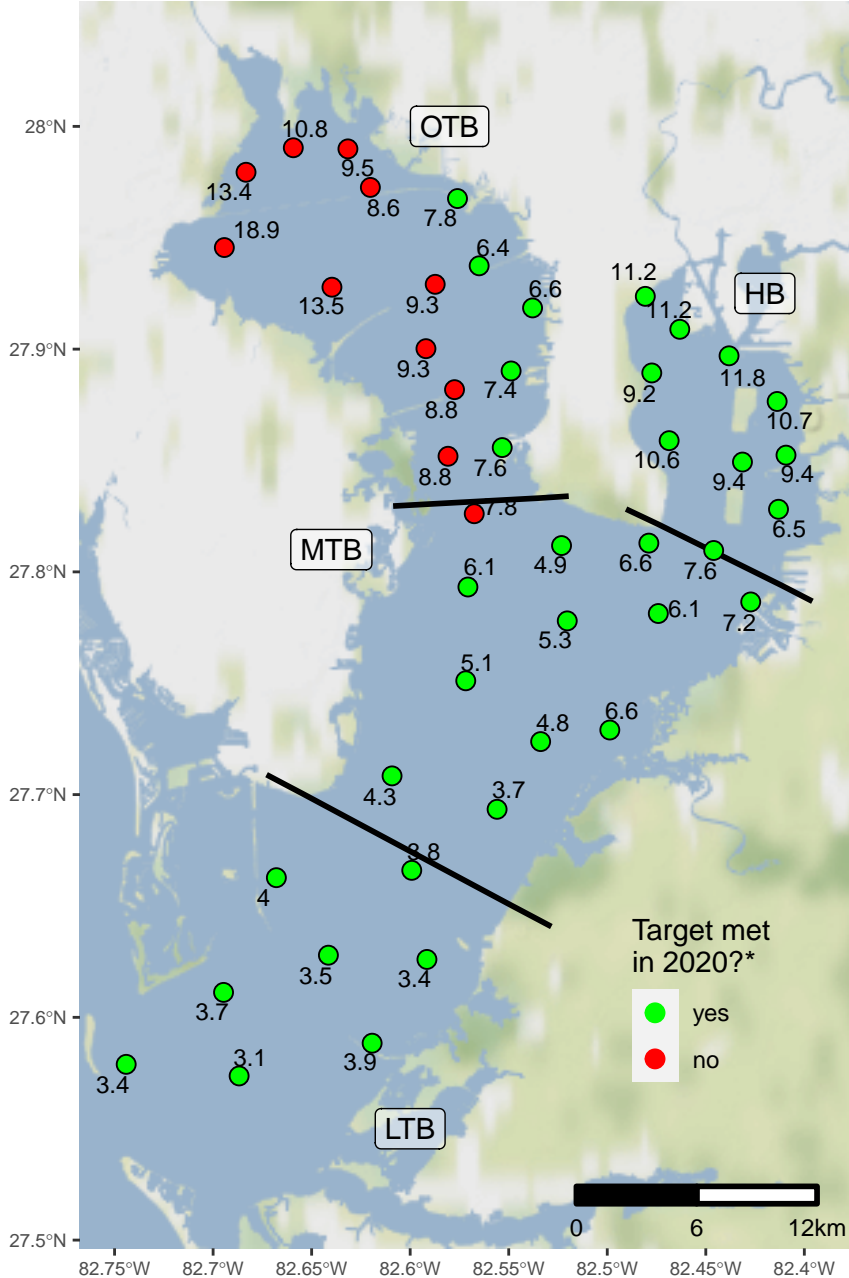 28°N
27.9°N
27.8°N
27.7°N
27.6°N
27.5°N
OTB
10.8
9.5
13.4
8.6
7.8
18.9
6.4
13.5
9.3
6.6
11.2
HB
11.2
9.3
7.4
9.2
11.8
8.8
10.7
8.8
7.6
10.6
9.4
9.4
7.8
6.5
MTB
4.9
6.6
7.6
6.1
6.1
7.2
5.3
5.1
4.8
6.6
4.3
3.7
3.8
4
3.5
3.4
3.7
3.9
3.4
3.1
LTB
Target met
in 2020?*
yes
no
0 6 12km
82.75°W 82.7°W 82.65°W 82.6°W 82.55°W 82.5°W 82.45°W 82.4°W